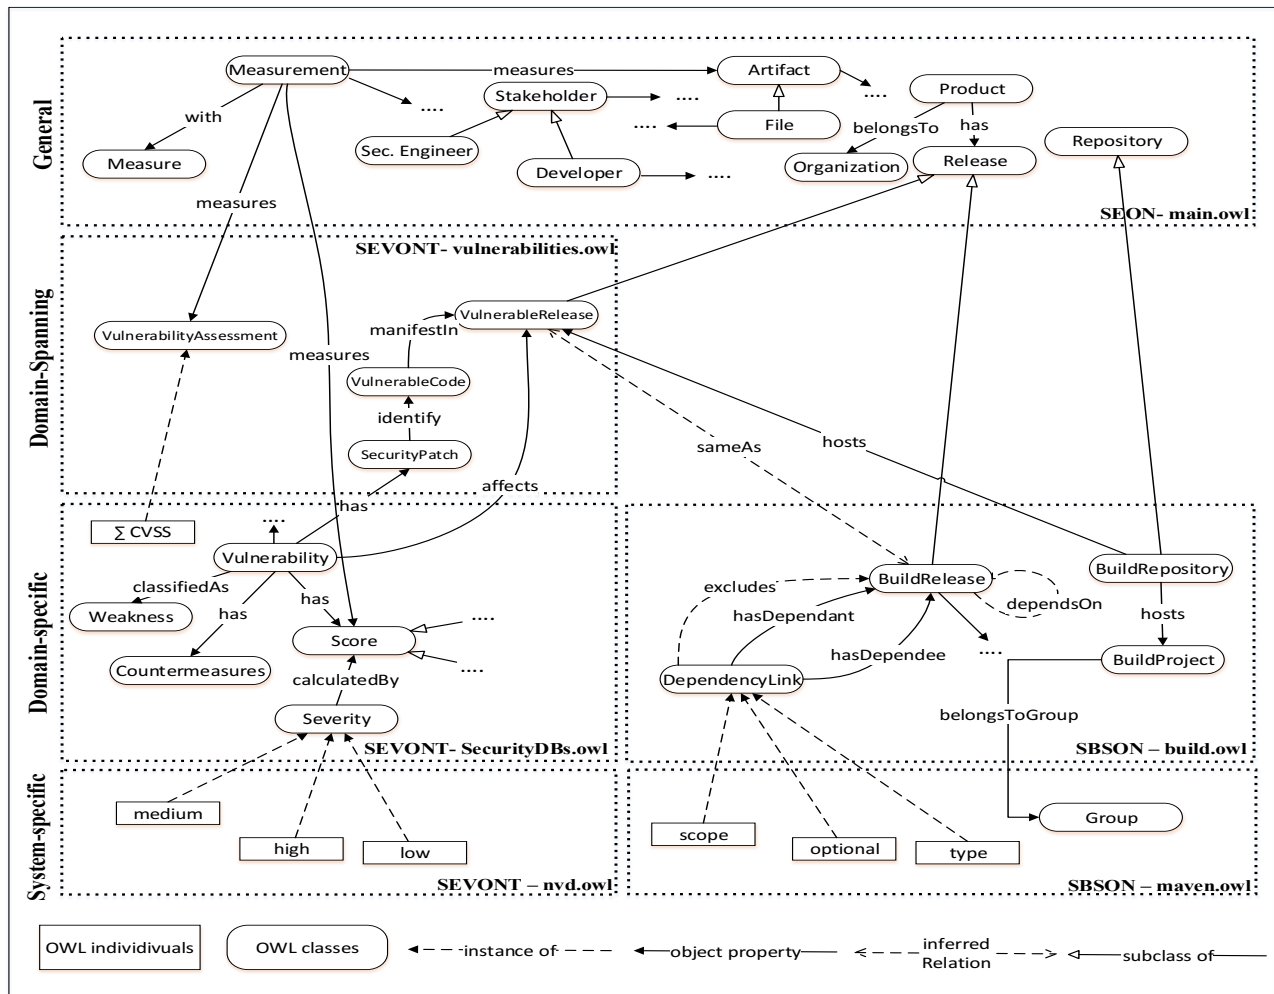 General
Measurement
measures
Artifact
....
Stakeholder
....
....
Product
with
Sec. Engineer
....
File
belongsTo
has
Repository
Measure
Developer
....
Organization
Release
measures
SEON- main.owl
Domain-Spanning
SEVONT- vulnerabilities.owl
VulnerableRelease
manifestIn
VulnerabilityAssessment
measures
VulnerableCode
identify
SecurityPatch
sameAs
hosts
affects
has
Domain-specific
∑ CVSS
....
Vulnerability
classifiedAs
has
has
Weakness
Score
....
....
Countermeasures
calculatedBy
Severity
SEVONT- SecurityDBs.owl
excludes
BuildRelease
BuildRepository
dependsOn
hasDependant
hosts
hasDependee
....
BuildProject
DependencyLink
belongsToGroup
SBSON – build.owl
System-specific
medium
high
low
SEVONT – nvd.owl
scope
optional
type
Group
SBSON – maven.owl
OWL individivuals
OWL classes
instance of
object property
inferred
Relation
subclass of